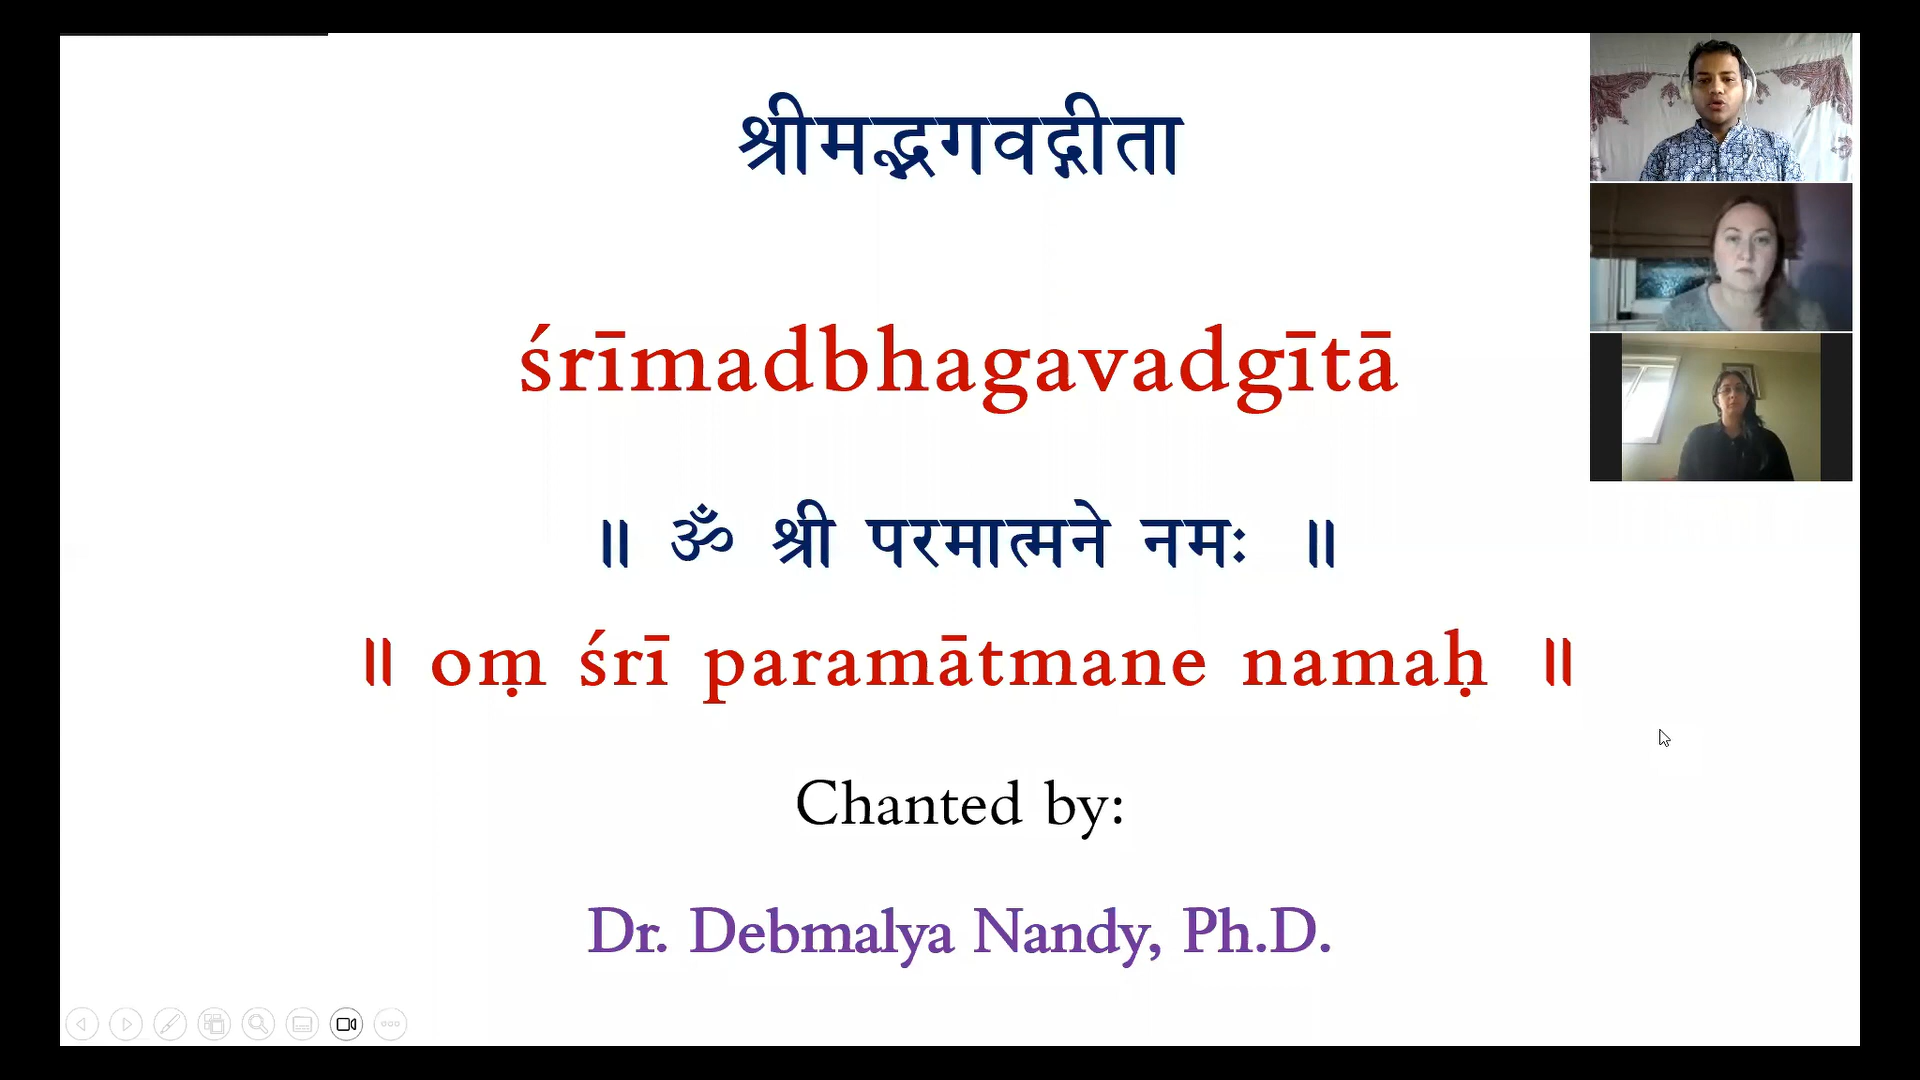 श्रीमद्भगवद्गीता
śrīmadbhagavadgītā
॥ ॐ श्री परमात्मने नमः ॥
॥ oṃ śrī paramātmane namaḥ ॥
Chanted by:
Dr. Debmalya Nandy, Ph.D.